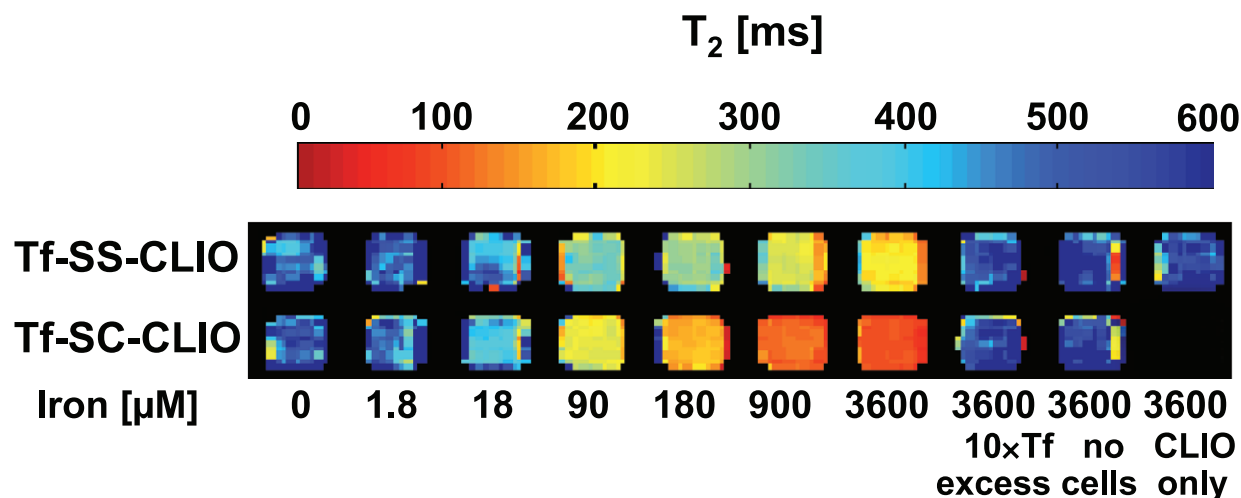 T2 [ms]
0 100 200 300 400 500 600
Tf-SS-CLIO
Tf-SC-CLIO
Iron [µM] 0 1.8 18 90 180 900 3600 3600 3600 3600
10×Tf no CLIO
excess cells only